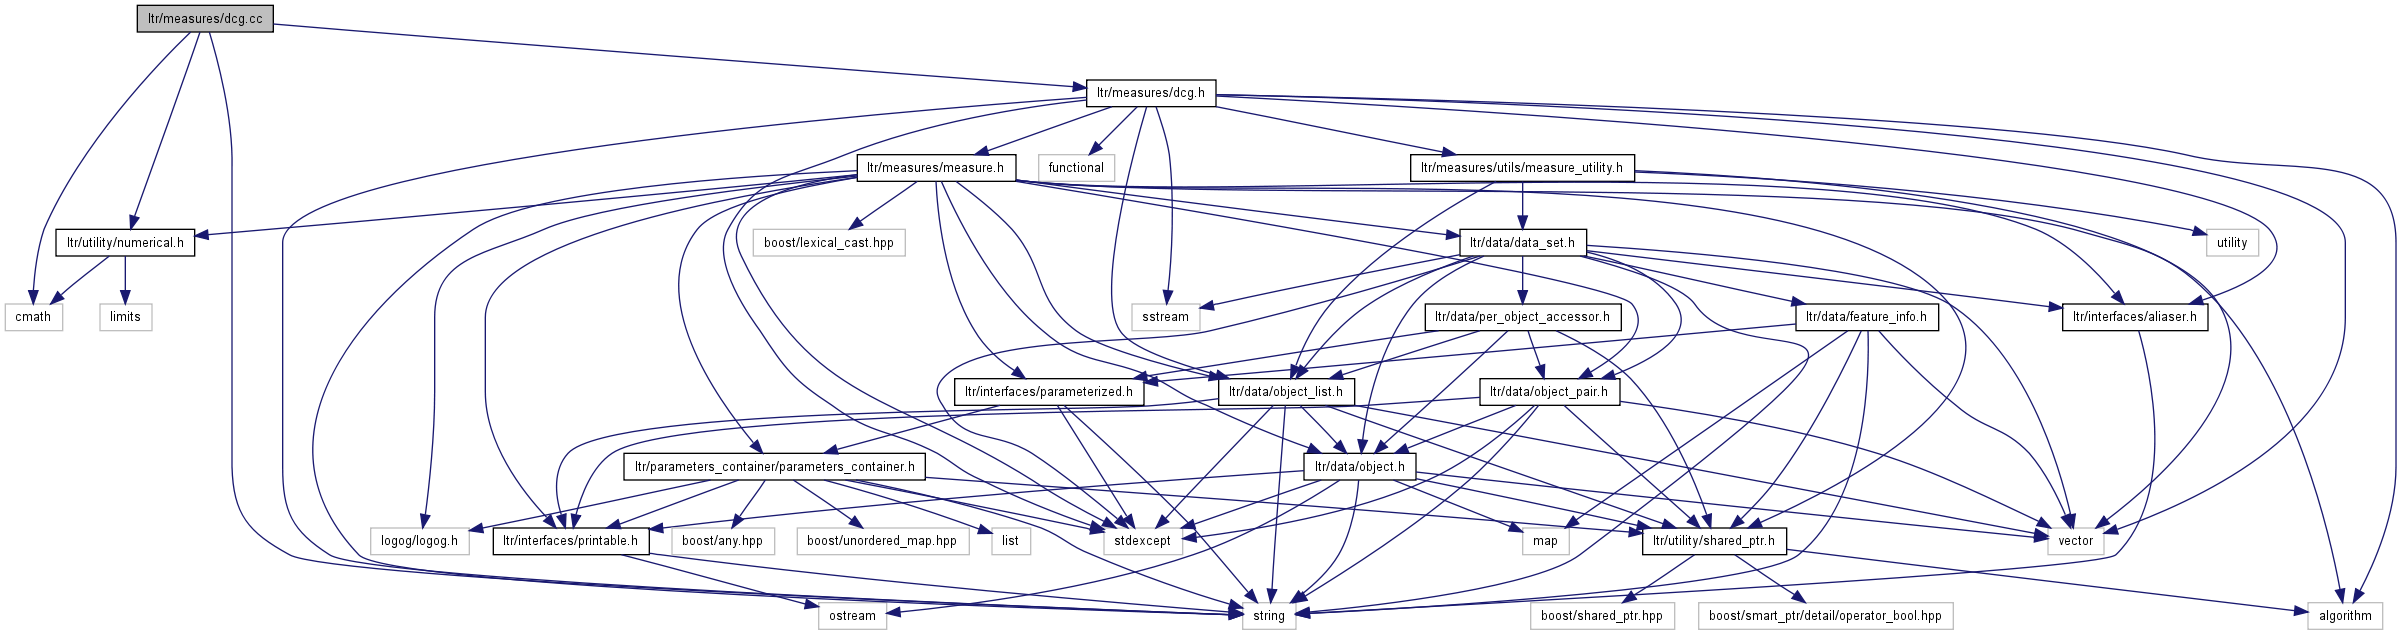 ltr/measures/dcg.cc
ltr/measures/dcg.h
ltr/measures/measure.h
functional
ltr/measures/utils/measure_utility.h
ltr/utility/numerical.h
boost/lexical_cast.hpp
ltr/data/data_set.h
utility
cmath
limits
sstream
ltr/data/per_object_accessor.h
ltr/data/feature_info.h
ltr/interfaces/aliaser.h
ltr/interfaces/parameterized.h
ltr/data/object_list.h
ltr/data/object_pair.h
ltr/parameters_container/parameters_container.h
ltr/data/object.h
logog/logog.h
ltr/interfaces/printable.h
boost/any.hpp
boost/unordered_map.hpp
list
stdexcept
map
ltr/utility/shared_ptr.h
vector
ostream
string
boost/shared_ptr.hpp
boost/smart_ptr/detail/operator_bool.hpp
algorithm